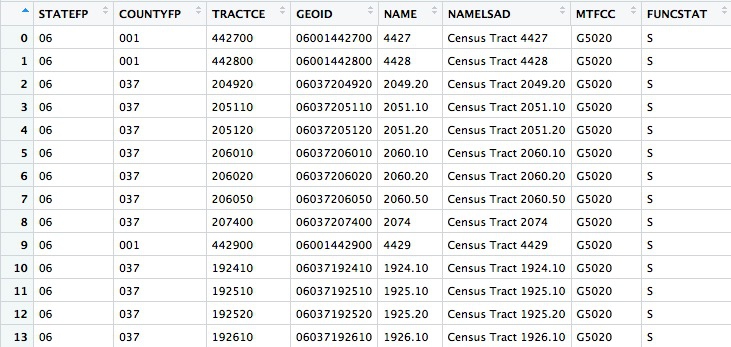 STATEFP COUNTYFP TRACTCE GEOID NAME NAMELSAD MTFCC FUNCSTAT
0 06 001 442700 06001442700 4427 Census Tract 4427 G5020 S
1 06 001 442800 06001442800 4428 Census Tract 4428 G5020 S
2 06 037 204920 06037204920 2049.20 Census Tract 2049.20 G5020 S
3 06 037 205110 06037205110 2051.10 Census Tract 2051.10 G5020 S
4 06 037 205120 06037205120 2051.20 Census Tract 2051.20 G5020 S
5 06 037 206010 06037206010 2060.10 Census Tract 2060.10 G5020 S
6 06 037 206020 06037206020 2060.20 Census Tract 2060.20 G5020 S
7 06 037 206050 06037206050 2060.50 Census Tract 2060.50 G5020 S
8 06 037 207400 06037207400 2074 Census Tract 2074 G5020 S
9 06 001 442900 06001442900 4429 Census Tract 4429 G5020 S
10 06 037 192410 06037192410 1924.10 Census Tract 1924.10 G5020 S
11 06 037 192510 06037192510 1925.10 Census Tract 1925.10 G5020 S
12 06 037 192520 06037192520 1925.20 Census Tract 1925.20 G5020 S
13 06 037 192610 06037192610 1926.10 Census Tract 1926.10 G5020 S